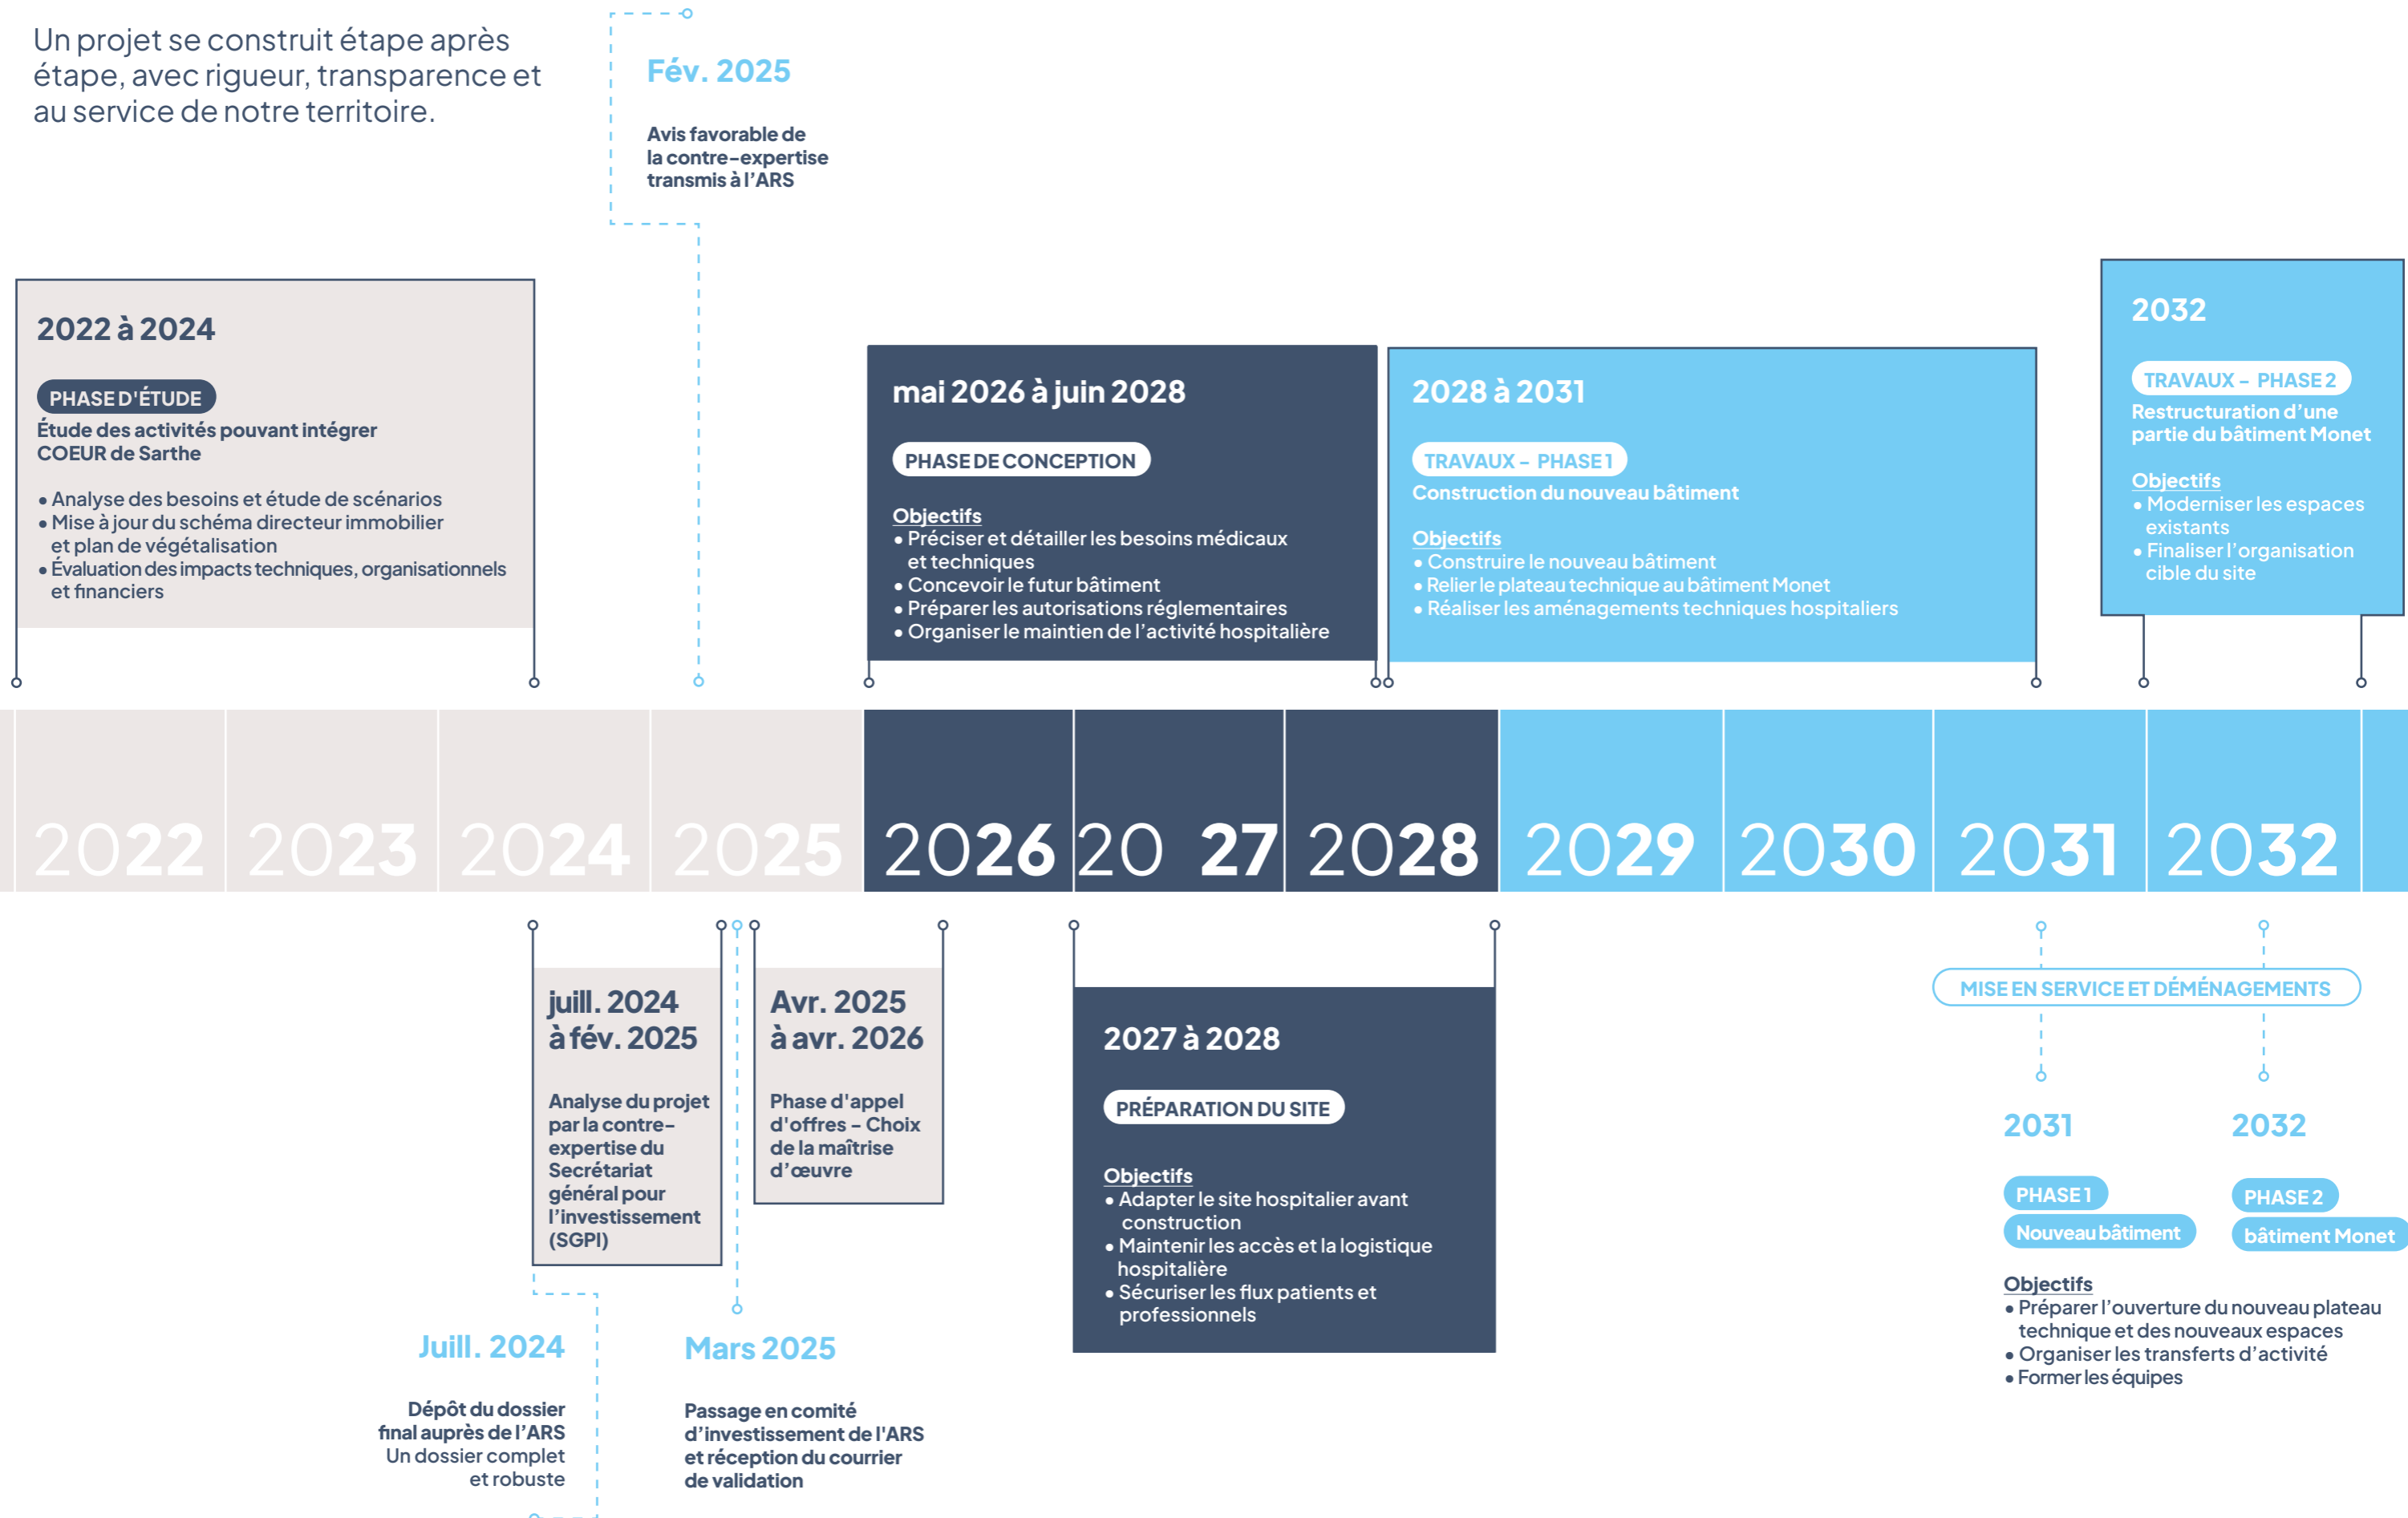 Un projet se construit étape après
étape, avec rigueur, transparence et
au service de notre territoire.
Fév. 2025
Avis favorable de
la contre-expertise
transmis à l’ARS
2022 à 2024
PHASE D'ÉTUDE
Étude des activités pouvant intégrer
COEUR de Sarthe
• Analyse des besoins et étude de scénarios
• Mise à jour du schéma directeur immobilier
et plan de végétalisation
• Évaluation des impacts techniques, organisationnels
et financiers
mai 2026 à juin 2028
PHASE DE CONCEPTION
Objectifs
• Préciser et détailler les besoins médicaux
et techniques
• Concevoir le futur bâtiment
• Préparer les autorisations réglementaires
• Organiser le maintien de l’activité hospitalière
2028 à 2031
TRAVAUX - PHASE 1
Construction du nouveau bâtiment
Objectifs
• Construire le nouveau bâtiment
• Relier le plateau technique au bâtiment Monet
• Réaliser les aménagements techniques hospitaliers
2032
TRAVAUX - PHASE 2
Restructuration d’une
partie du bâtiment Monet
Objectifs
• Moderniser les espaces
existants
• Finaliser l’organisation
cible du site
2022 2023 2024 2025 2026 20 27 2028 2029 2030 2031 2032
juill. 2024
à fév. 2025
Analyse du projet
par la contre-
expertise du
Secrétariat
général pour
l’investissement
(SGPI)
Avr. 2025
à avr. 2026
Phase d'appel
d'offres - Choix
de la maîtrise
d’œuvre
Juill. 2024
Dépôt du dossier
final auprès de l’ARS
Un dossier complet
et robuste
Mars 2025
Passage en comité
d’investissement de l'ARS
et réception du courrier
de validation
2027 à 2028
PRÉPARATION DU SITE
Objectifs
• Adapter le site hospitalier avant
construction
• Maintenir les accès et la logistique
hospitalière
• Sécuriser les flux patients et
professionnels
MISE EN SERVICE ET DÉMÉNAGEMENTS
2031
PHASE 1
Nouveau bâtiment
2032
PHASE 2
bâtiment Monet
Objectifs
• Préparer l’ouverture du nouveau plateau
technique et des nouveaux espaces
• Organiser les transferts d’activité
• Former les équipes